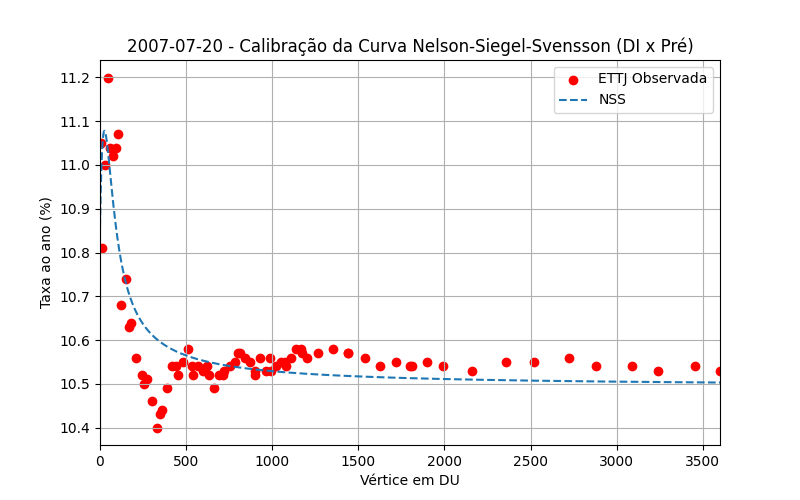 2007-07-20 - Calibração da Curva Nelson-Siegel-Svensson (DI x Pré)
ETTJ Observada
NSS
Taxa ao ano (%)
11.2
11.1
11.0
10.9
10.8
10.7
10.6
10.5
10.4
0 500 1000 1500 2000 2500 3000 3500
Vértice em DU